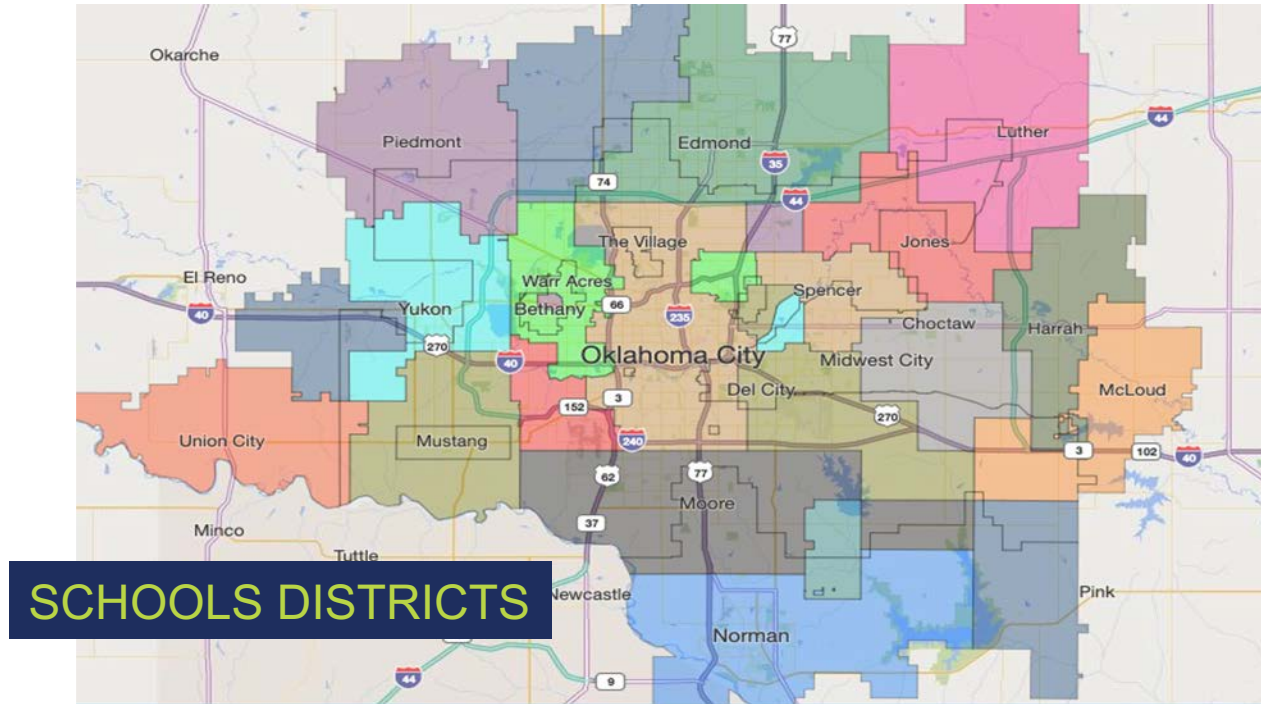 77
Okarche
44
Luther
Piedmont
Edmond
35
74
44
The Village
Jones
El Reno
Warr Acres
Spencer
40
Yukon
Bethany
66
235
Choctaw
Harrah
270
Oklahoma City
Midwest City
40
Del City
McLoud
3
152
270
Union City
Mustang
240
3
102
40
62
77
Moore
37
Minco
Tuttle
SCHOOLS DISTRICTS
Newcastle
Pink
Norman
44
9